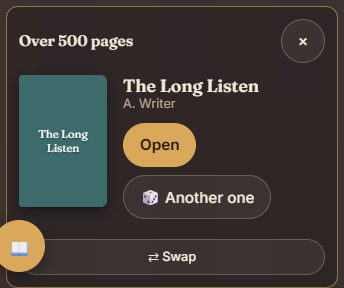 Over 500 pages
×
The Long
Listen
The Long Listen
A. Writer
Open
🎲 Another one
⇄ Swap